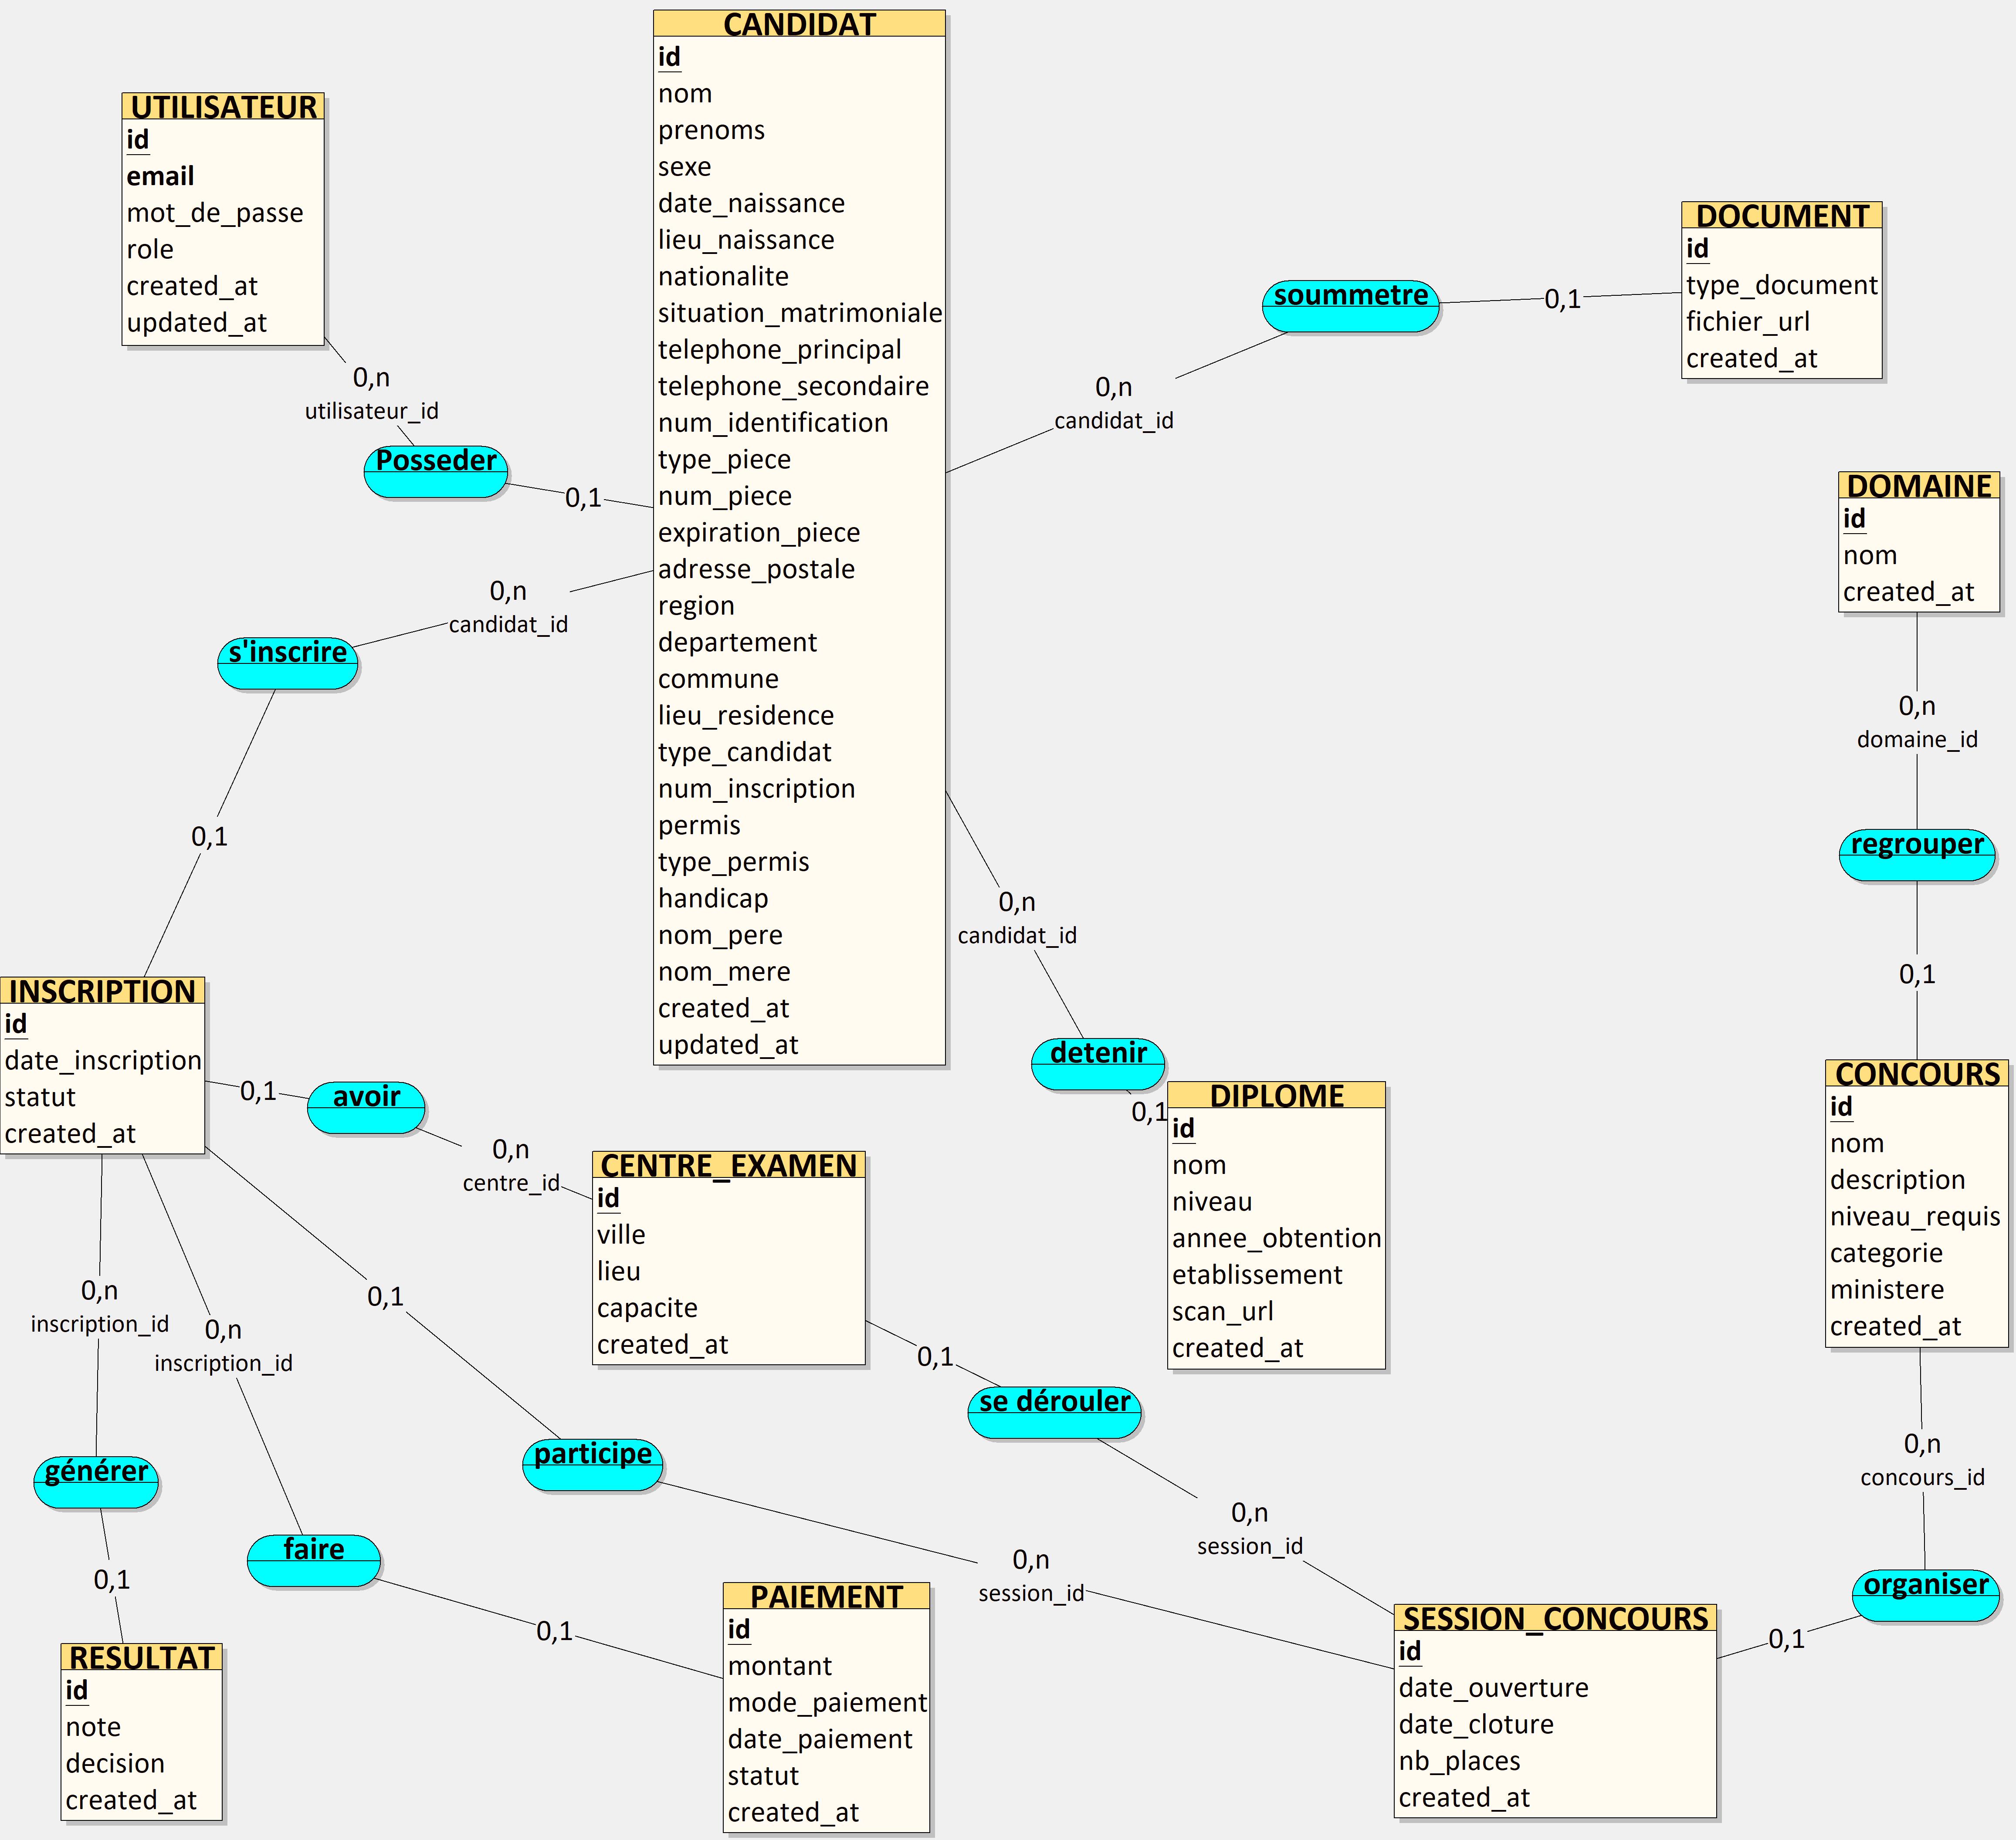 CANDIDAT
id
nom
prenoms
sexe
date_naissance
lieu_naissance
nationalite
situation_matrimoniale
telephone_principal
telephone_secondaire
num_identification
type_piece
num_piece
expiration_piece
adresse_postale
region
departement
commune
lieu_residence
type_candidat
num_inscription
permis
type_permis
handicap
nom_pere
nom_mere
created_at
updated_at
UTILISATEUR
id
email
mot_de_passe
role
created_at
updated_at
0,n
utilisateur_id
Posseder
0,1
DOCUMENT
id
type_document
fichier_url
created_at
soummetre
0,1
0,n
candidat_id
DOMAINE
id
nom
created_at
0,n
domaine_id
regrouper
0,1
0,n
candidat_id
s'inscrire
0,1
0,n
candidat_id
detenir
0,1
INSCRIPTION
id
date_inscription
statut
created_at
0,1
avoir
0,n
centre_id
CENTRE_EXAMEN
id
ville
lieu
capacite
created_at
DIPLOME
id
nom
niveau
annee_obtention
etablissement
scan_url
created_at
CONCOURS
id
nom
description
niveau_requis
categorie
ministere
created_at
0,n
inscription_id
0,n
inscription_id
0,1
0,1
se dérouler
générer
participe
0,n
concours_id
0,n
session_id
faire
0,1
0,n
session_id
organiser
0,1
0,1
RESULTAT
id
note
decision
created_at
PAIEMENT
id
montant
mode_paiement
date_paiement
statut
created_at
SESSION_CONCOURS
id
date_ouverture
date_cloture
nb_places
created_at